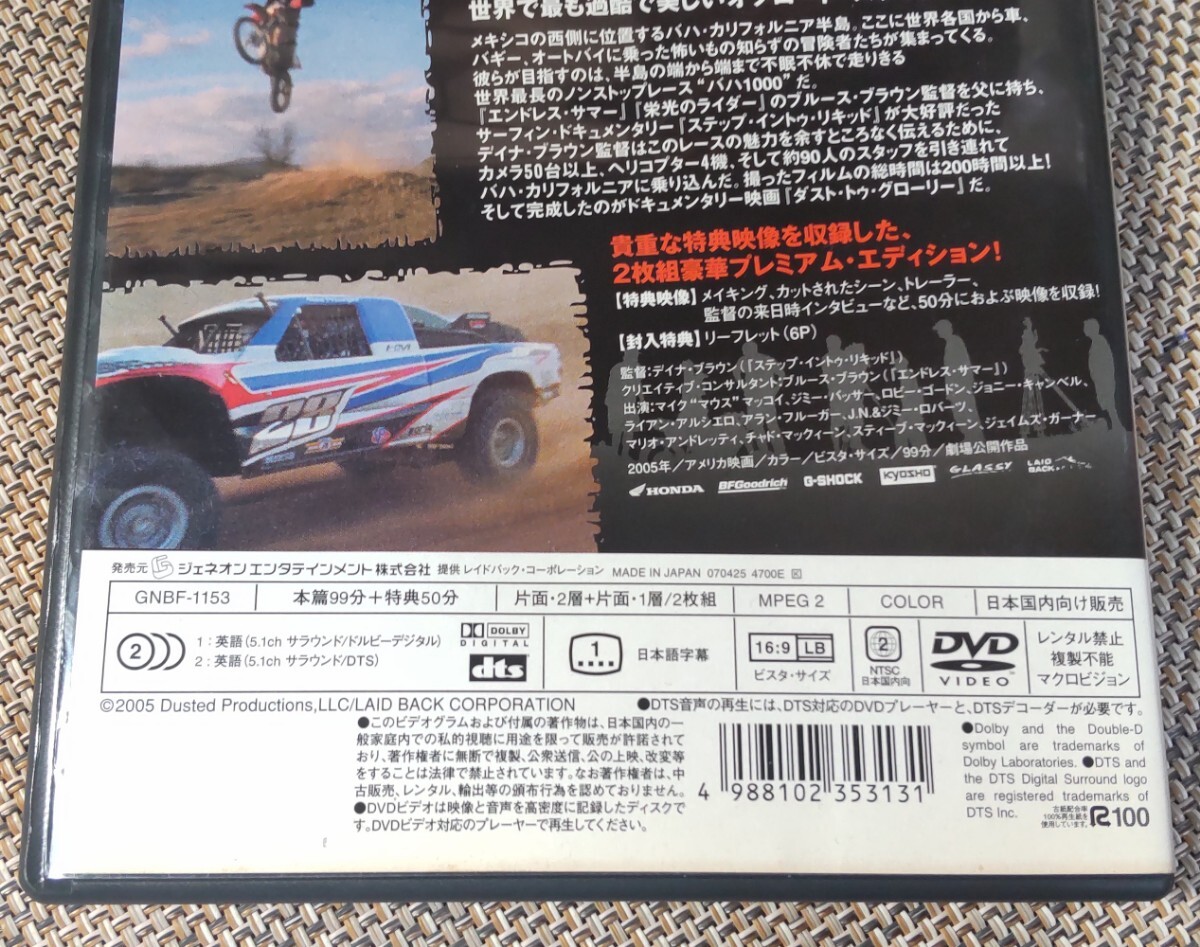 世界で最も過酷で美しいオフロード
メキシコの西側に位置するバハ・カリフォルニア半島。ここに世界各国から車、
バギー、オートバイに乗った怖いもの知らずの冒険者たちが集まってくる。
彼らが目指すのは、半島の端から端まで不眠不休で走りきる
世界最長のノンストップレース“バハ1000”だ。
『エンドレス・サマー』『栄光のライダー』のブルース・ブラウン監督を父に持ち、
サーフィン・ドキュメンタリー『ステップ・イントゥ・リキッド』が大好評だった
デイナ・ブラウン監督はこのレースの魅力を余すところなく伝えるために、
カメラ50台以上、ヘリコプター4機、そして約90人のスタッフを引き連れて
バハ・カリフォルニアに乗り込んだ。撮ったフィルムの総時間は200時間以上!
そして完成したのがドキュメンタリー映画『ダスト・トゥ・グローリー』だ。
貴重な特典映像を収録した、
2枚組豪華プレミアム・エディション!
【特典映像】メイキング、カットされたシーン、トレーラー、
監督の来日時インタビューなど、50分におよぶ映像を収録!
【封入特典】リーフレット(6P)
監督:デイナ・ブラウン(『ステップ・イントゥ・リキッド』)
クリエイティブ・コンサルタント:ブルース・ブラウン(『エンドレス・サマー』)
出演:マイク“マウス”マッコイ、ジミー・バッサー、ロビー・ゴードン、ジョニー・キャンベル、
ライアン・アルシエロ、アラン・フルーガー、J.N.&ジミー・ロバーツ、
マリオ・アンドレッティ、チャド・マックィーン、スティーブ・マックィーン、ジェイムズ・ガーナー
2005年/アメリカ映画/カラー/ビスタ・サイズ/99分/劇場公開作品
HONDA BFGoodrich G-SHOCK KYOSHO GLASSY LAID BACK
28
発売元 ジェネオン エンタテインメント株式会社 提供 レイドバック・コーポレーション MADE IN JAPAN 070425 4700E
GNBF-1153 本篇99分+特典50分 片面・2層+片面・1層/2枚組 MPEG 2 COLOR 日本国内向け販売
2 1:英語(5.1ch サラウンド/ドルビーデジタル)
2:英語(5.1ch サラウンド/DTS)
DOLBY DIGITAL
dts
1 日本語字幕
16:9 LB
ビスタ・サイズ
2
NTSC
日本国内向
DVD
VIDEO™
レンタル禁止
複製不能
マクロビジョン
©2005 Dusted Productions,LLC/LAID BACK CORPORATION
●DTS音声の再生には、DTS対応のDVDプレーヤーと、DTSデコーダーが必要です。
●このビデオグラムおよび付属の著作物は、日本国内の一
般家庭内での私的視聴に用途を限って販売が許諾されて
おり、著作権者に無断で複製、公衆送信、公の上映、改変等
をすることは法律で禁止されています。なお著作権者は、中
古販売、レンタル、輸出等の頒布行為を認めておりません。
●DVDビデオは映像と音声を高密度に記録したディスクで
す。DVDビデオ対応のプレーヤーで再生してください。
4 988102 353131
●Dolby and the Double-D
symbol are trademarks of
Dolby Laboratories. ●DTS and
the DTS Digital Surround logo
are registered trademarks of
DTS Inc.
古紙配合率
100%再生紙を
使用しています。
R100